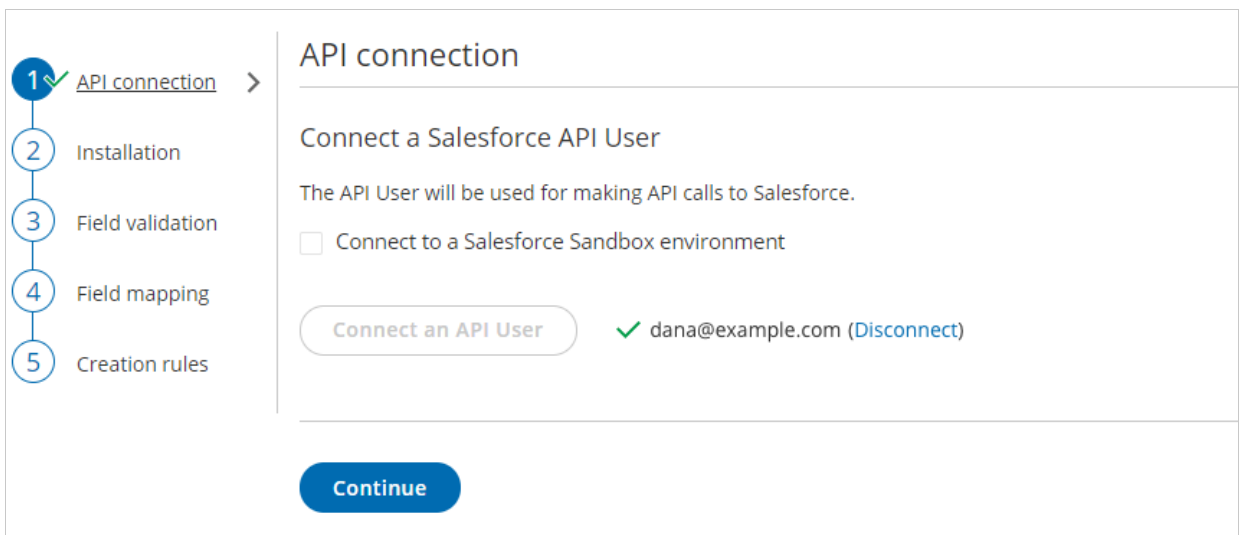 1 API connection
2 Installation
3 Field validation
4 Field mapping
5 Creation rules
API connection
Connect a Salesforce API User
The API User will be used for making API calls to Salesforce.
Connect to a Salesforce Sandbox environment
Connect an API User dana@example.com (Disconnect)
Continue